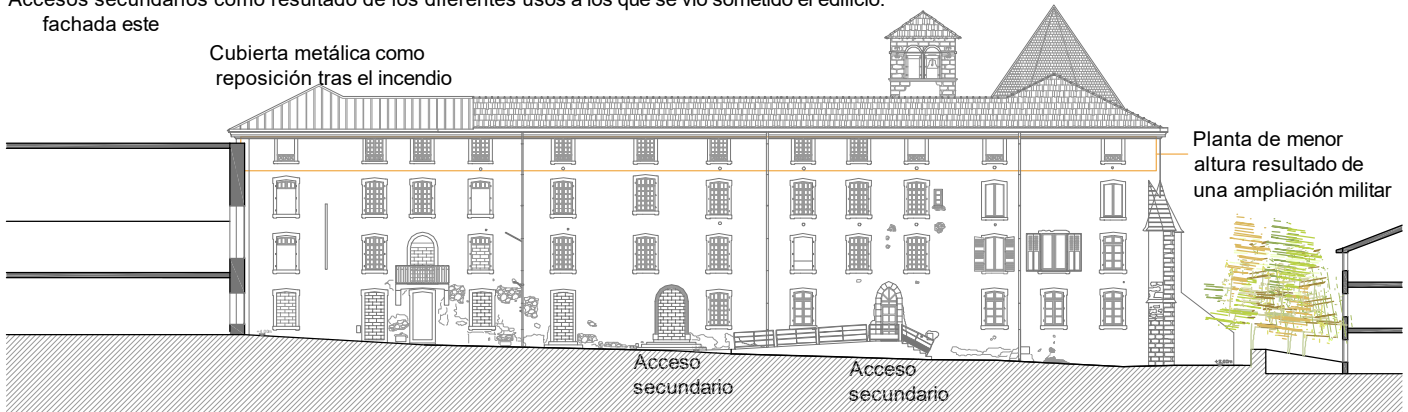 Accesos secundarios como resultado de los diferentes usos a los que se vio sometido el edificio.
fachada este
Cubierta metálica como
reposición tras el incendio
Planta de menor
altura resultado de
una ampliación militar
Acceso
secundario
Acceso
secundario